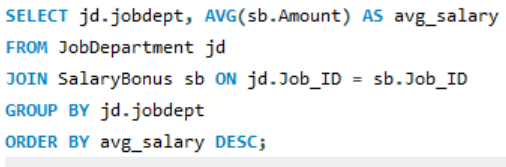 SELECT jd.jobdept, AVG(sb.Amount) AS avg_salary
FROM JobDepartment jd
JOIN SalaryBonus sb ON jd.Job_ID = sb.Job_ID
GROUP BY jd.jobdept
ORDER BY avg_salary DESC;